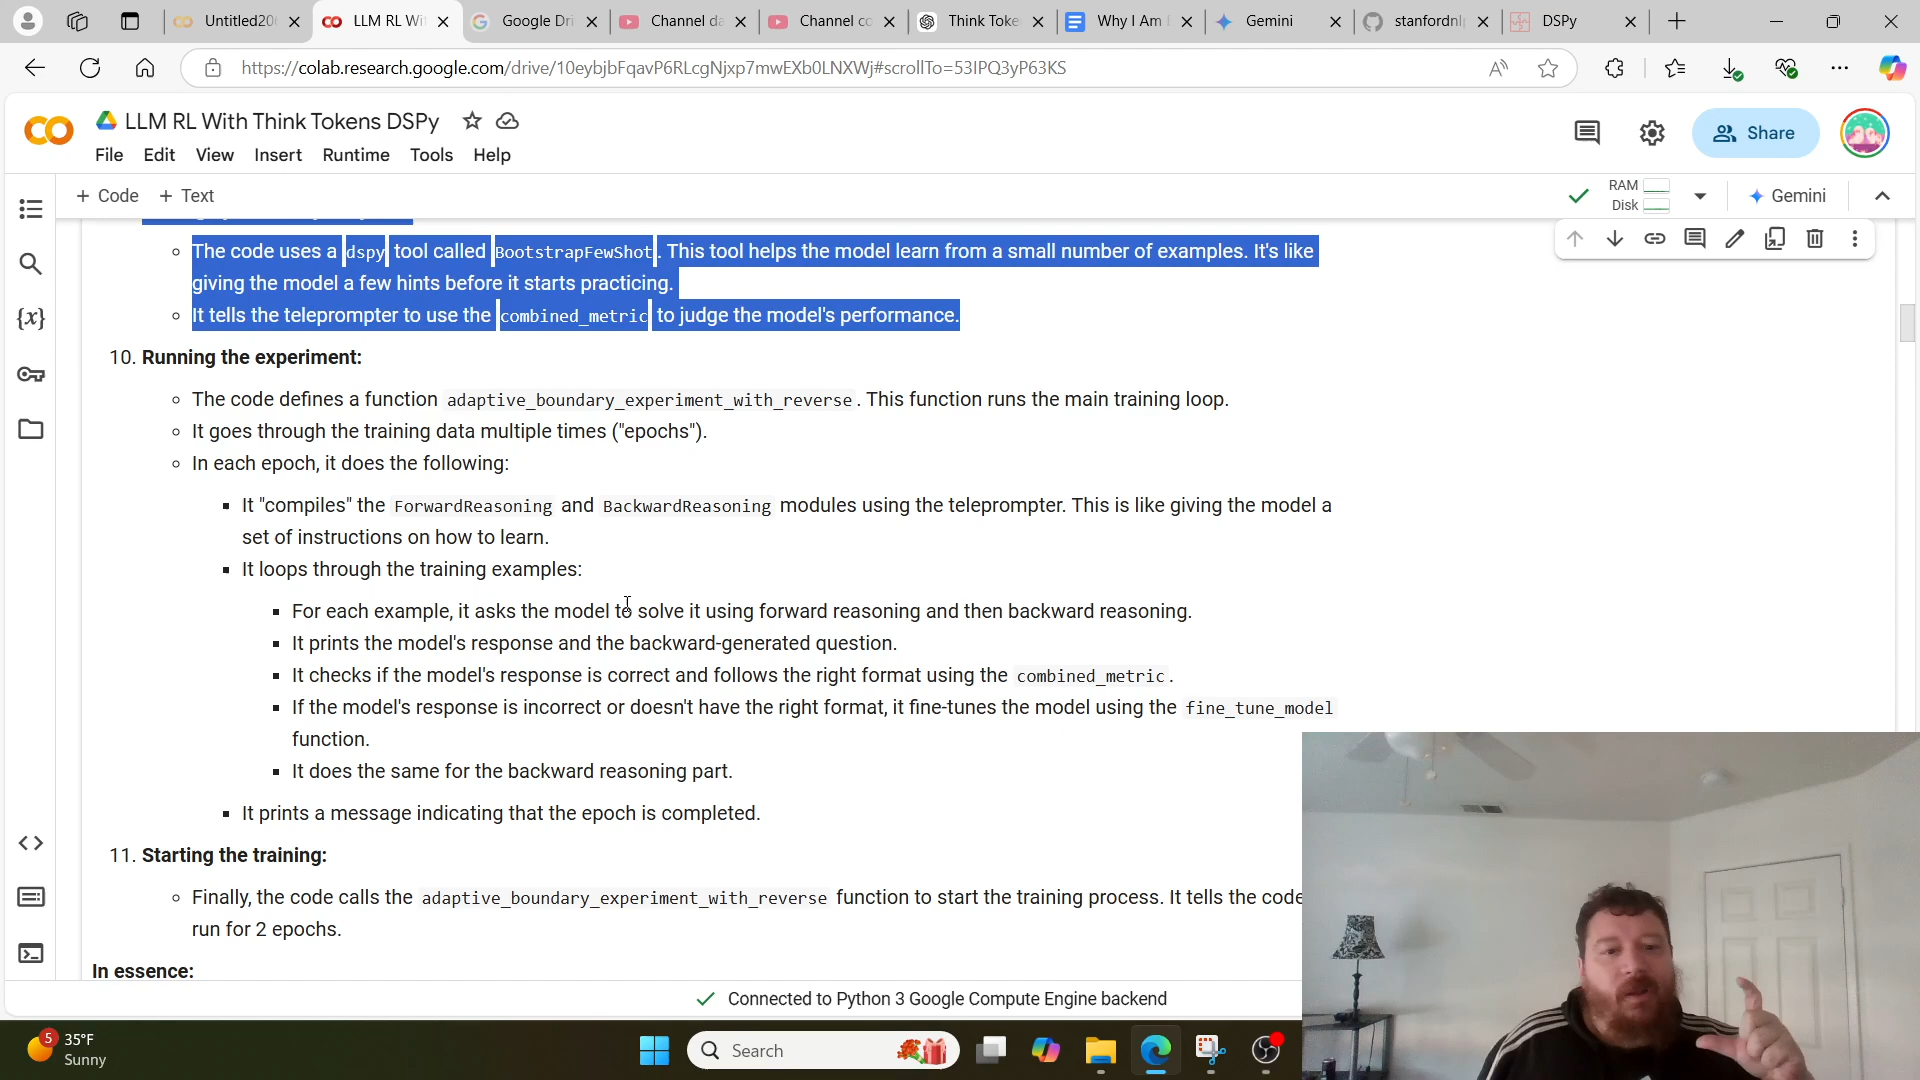 Untitled20
LLM RL Wi
Google Dri
Channel da
Channel co
Think Toke
Why I Am
Gemini
stanfordnl
DSPy
https://colab.research.google.com/drive/10eybjbFqavP6RLcgNjxp7mwEXb0LNXWj#scrollTo=53IPQ3yP63KS
LLM RL With Think Tokens DSPy
Share
File Edit View Insert Runtime Tools Help
+ Code + Text
RAM
Disk
Gemini
The code uses a dspy tool called BootstrapFewShot. This tool helps the model learn from a small number of examples. It's like
giving the model a few hints before it starts practicing.
It tells the teleprompter to use the combined_metric to judge the model's performance.
10. Running the experiment:
The code defines a function adaptive_boundary_experiment_with_reverse. This function runs the main training loop.
It goes through the training data multiple times ("epochs").
In each epoch, it does the following:
It "compiles" the ForwardReasoning and BackwardReasoning modules using the teleprompter. This is like giving the model a
set of instructions on how to learn.
It loops through the training examples:
For each example, it asks the model to solve it using forward reasoning and then backward reasoning.
It prints the model's response and the backward-generated question.
It checks if the model's response is correct and follows the right format using the combined_metric.
If the model's response is incorrect or doesn't have the right format, it fine-tunes the model using the fine_tune_model
function.
It does the same for the backward reasoning part.
It prints a message indicating that the epoch is completed.
11. Starting the training:
Finally, the code calls the adaptive_boundary_experiment_with_reverse function to start the training process. It tells the code
run for 2 epochs.
In essence:
Connected to Python 3 Google Compute Engine backend
5
35°F
Sunny
Search